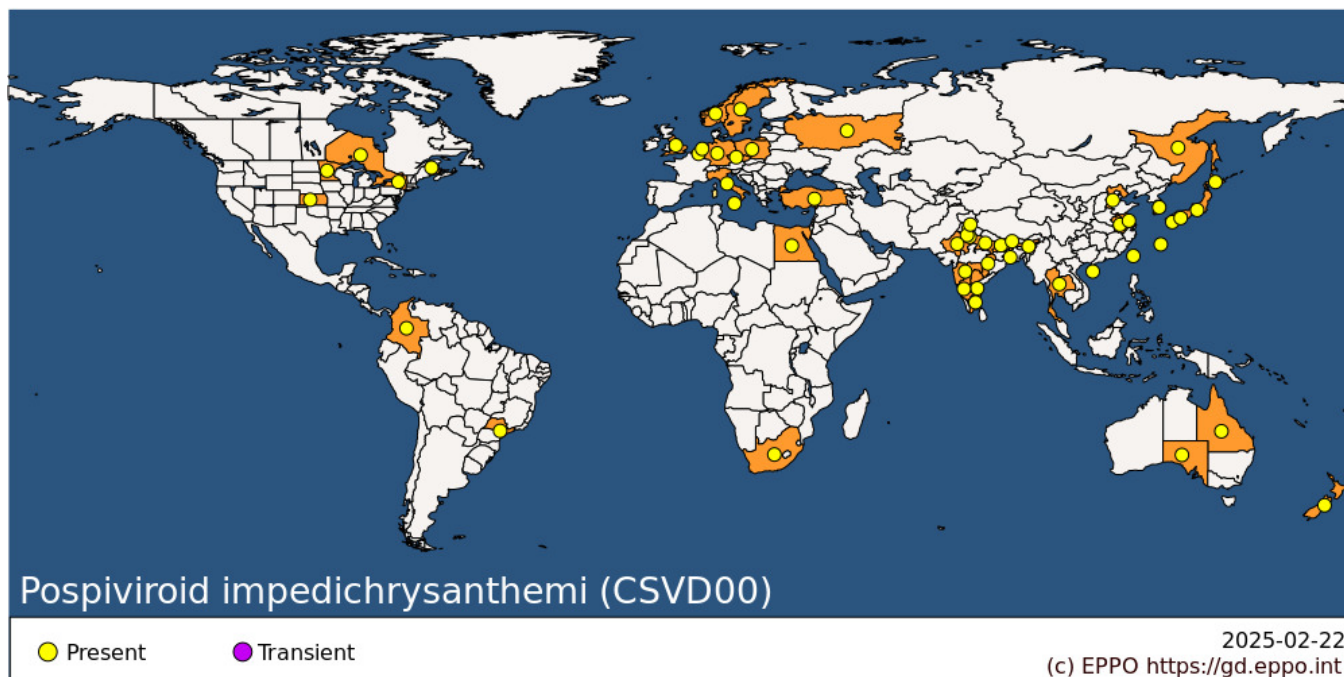 Pospiviroid impedichrysanthemi (CSVD00)
Present
Transient
2025-02-22
(c) EPPO https://gd.eppo.int